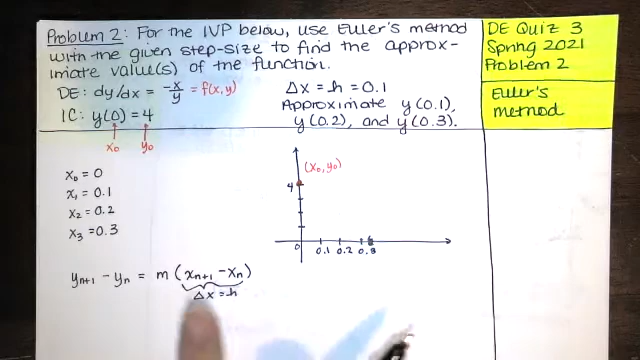 Problem 2: For the IVP below, use Euler's method
with the given step-size to find the approx-
imate value(s) of the function.
DE: dy/dx = -x/y = f(x,y)
IC: y(0) = 4
x₀ y₀
Δx = h = 0.1
Approximate y(0.1),
y(0.2), and y(0.3).
DE Quiz 3
Spring 2021
Problem 2
Euler's
method
x₀ = 0
x₁ = 0.1
x₂ = 0.2
x₃ = 0.3
yₙ₊₁ - yₙ = m (xₙ₊₁ - xₙ)
Δx = h
(x₀, y₀)
4
0 0.1 0.2 0.3